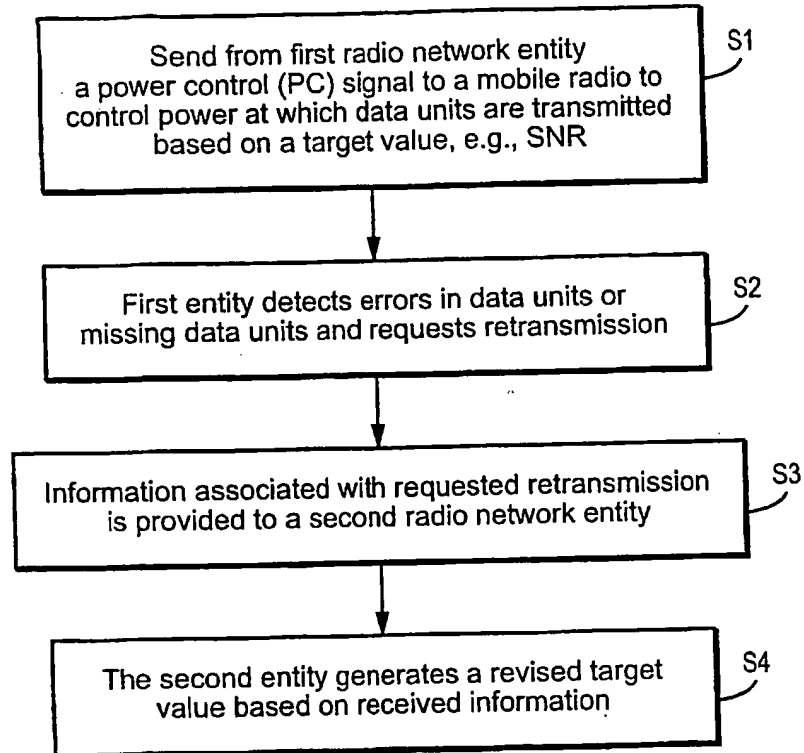 Send from first radio network entity
a power control (PC) signal to a mobile radio to
control power at which data units are transmitted
based on a target value, e.g., SNR
S1
First entity detects errors in data units or
missing data units and requests retransmission
S2
Information associated with requested retransmission
is provided to a second radio network entity
S3
The second entity generates a revised target
value based on received information
S4